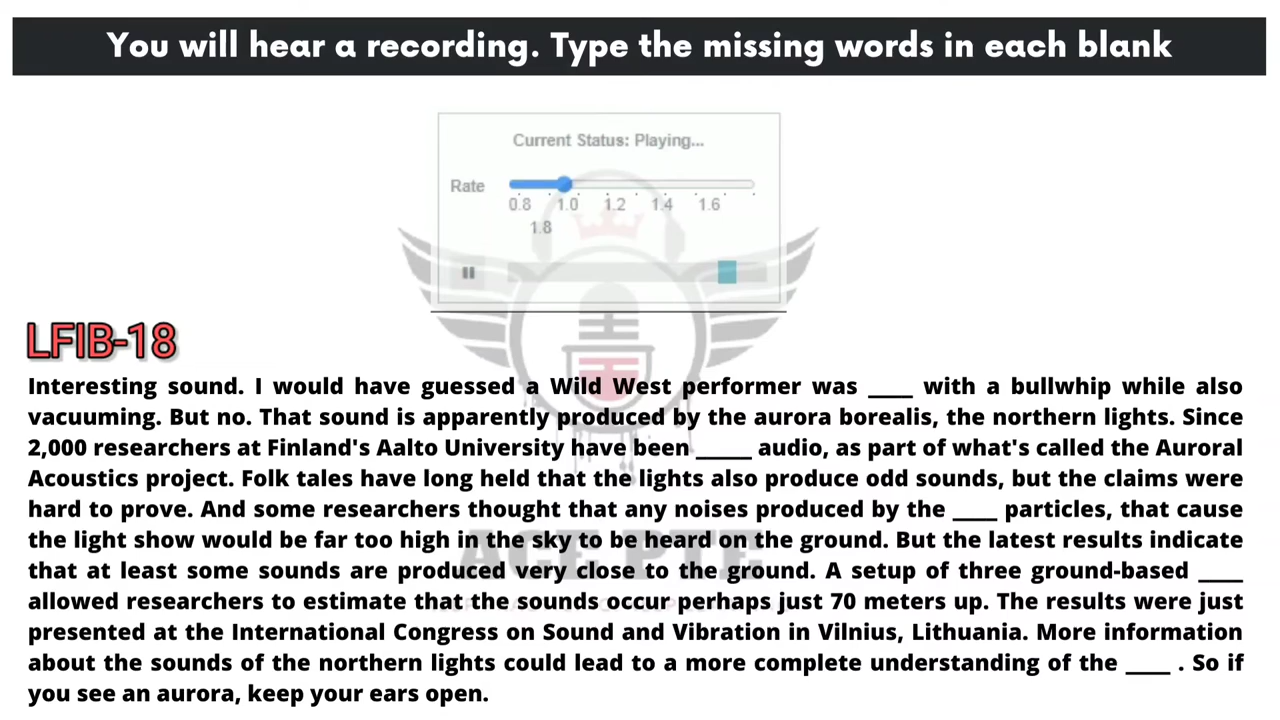 You will hear a recording. Type the missing words in each blank
Current Status: Playing...
Rate
0.8 1.0 1.2 1.4 1.6
1.8
LFIB-18
Interesting sound. I would have guessed a Wild West performer was ____ with a bullwhip while also
vacuuming. But no. That sound is apparently produced by the aurora borealis, the northern lights. Since
2,000 researchers at Finland's Aalto University have been _____ audio, as part of what's called the Auroral
Acoustics project. Folk tales have long held that the lights also produce odd sounds, but the claims were
hard to prove. And some researchers thought that any noises produced by the ____ particles, that cause
the light show would be far too high in the sky to be heard on the ground. But the latest results indicate
that at least some sounds are produced very close to the ground. A setup of three ground-based ____
allowed researchers to estimate that the sounds occur perhaps just 70 meters up. The results were just
presented at the International Congress on Sound and Vibration in Vilnius, Lithuania. More information
about the sounds of the northern lights could lead to a more complete understanding of the ____ . So if
you see an aurora, keep your ears open.
ACE PTE